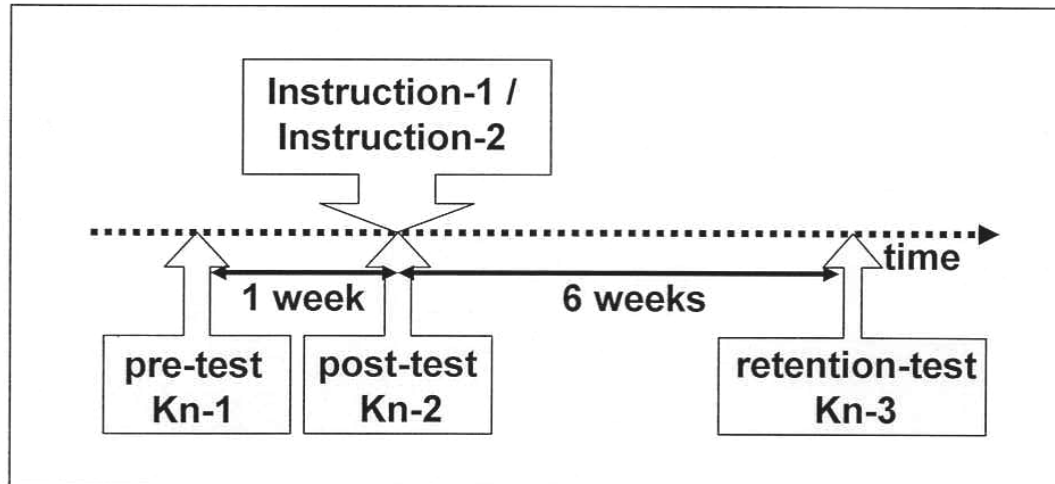 Instruction-1 /
Instruction-2
time
1 week
6 weeks
pre-test
Kn-1
post-test
Kn-2
retention-test
Kn-3